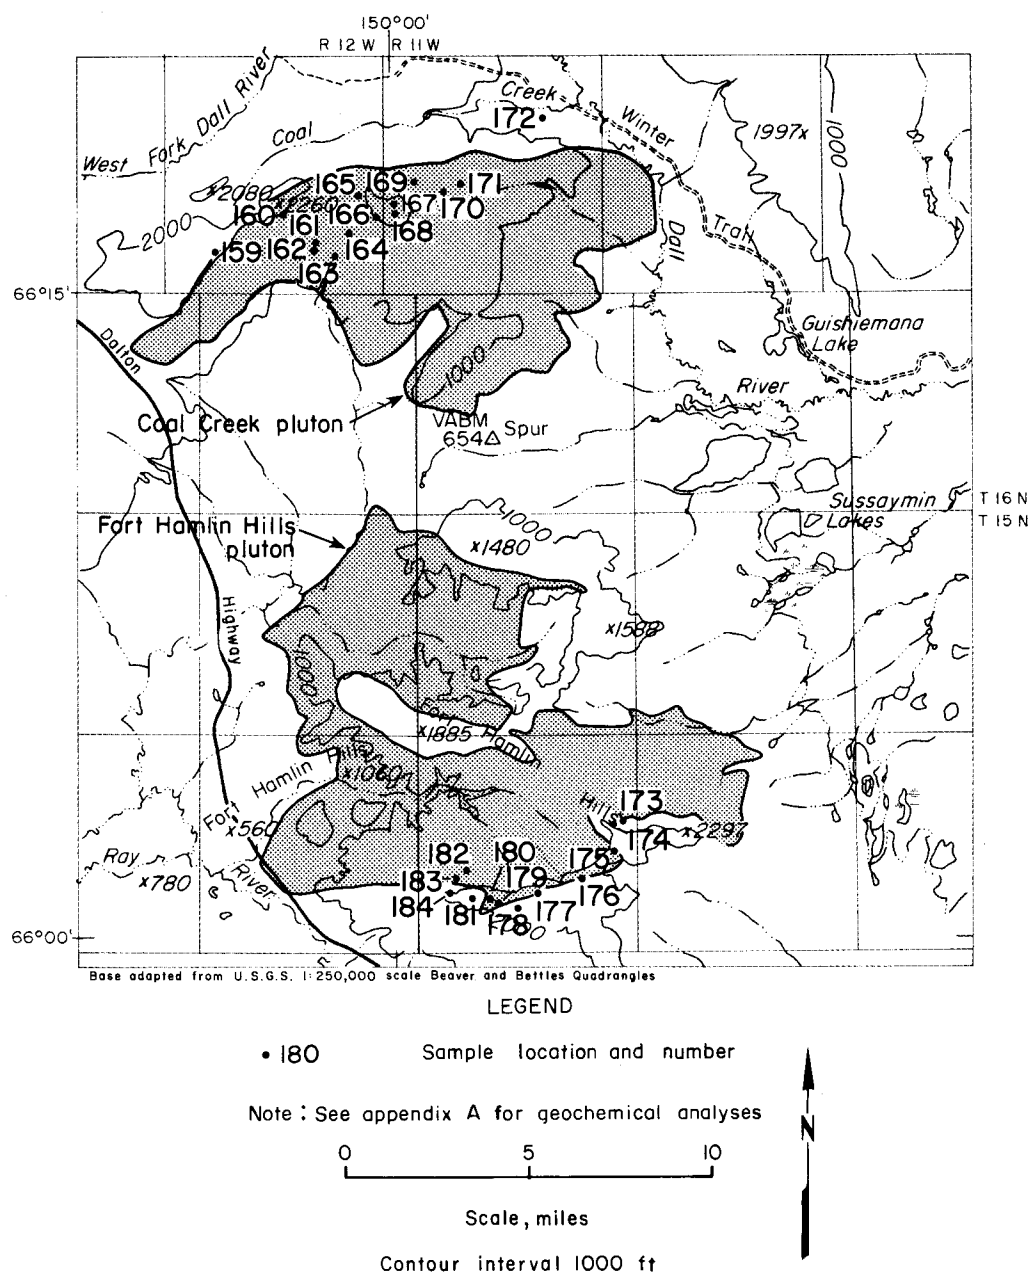 150°00'
R 12 W R 11 W
West Fork Dall River
Coal Creek
172
Winter
Trail
1997x
1000
x2080
x2260
2000
165
169
171
160
167
170
161
166
168
159
162
164
163
Dall
66°15'
Dalton
Guishiemana
Lake
1000
River
Coal Creek pluton
VABM
654△ Spur
Sussaymin
Lakes
T 16 N
T 15 N
1000
Fort Hamlin Hills
pluton
x1480
Highway
x1588
1000
Fort Hamlin
x1885
Fort Hamlin Hills
x1060
Hills
173
x560
x2297
174
Ray
River
x780
182
180
175
183
179
176
184
181
178
177
66°00'
Base adapted from U.S.G.S. 1:250,000 scale Beaver and Bettles Quadrangles
LEGEND
• 180 Sample location and number
Note: See appendix A for geochemical analyses
0 5 10
N
Scale, miles
Contour interval 1000 ft